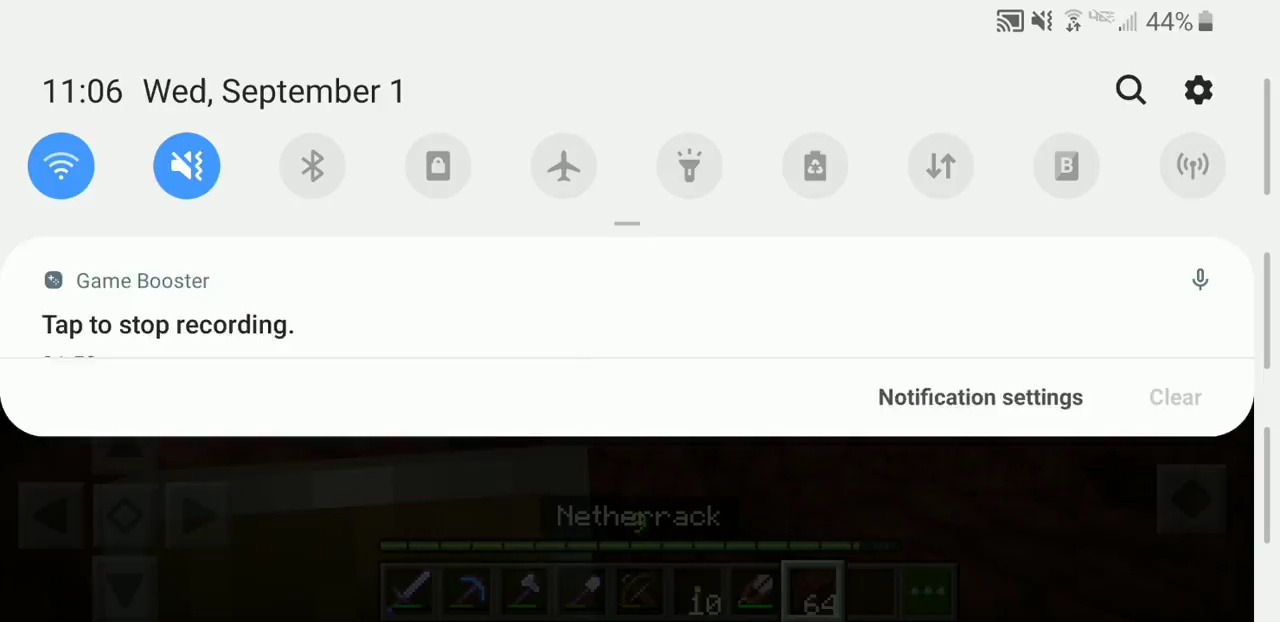 44%
11:06 Wed, September 1
Game Booster
Tap to stop recording.
Notification settings Clear
Netherrack
10 64